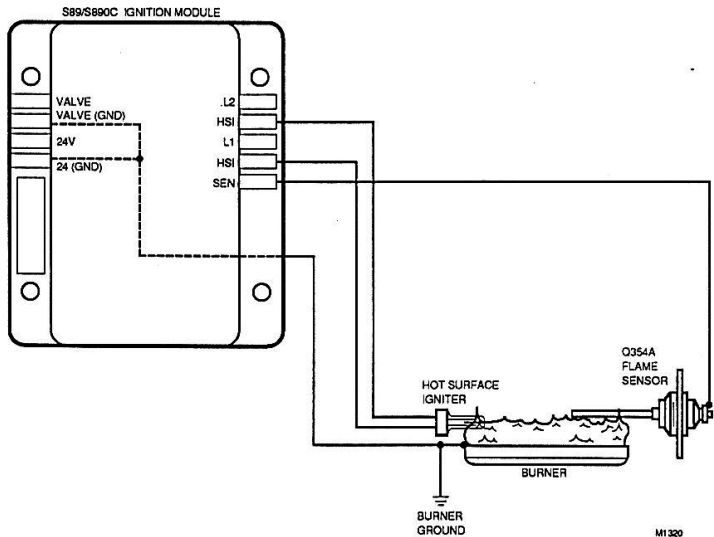 S89/S890C IGNITION MODULE
VALVE
VALVE (GND)
24V
24 (GND)
L2
HSI
L1
HSI
SEN
HOT SURFACE
IGNITER
Q354A
FLAME
SENSOR
BURNER
BURNER
GROUND
M1320